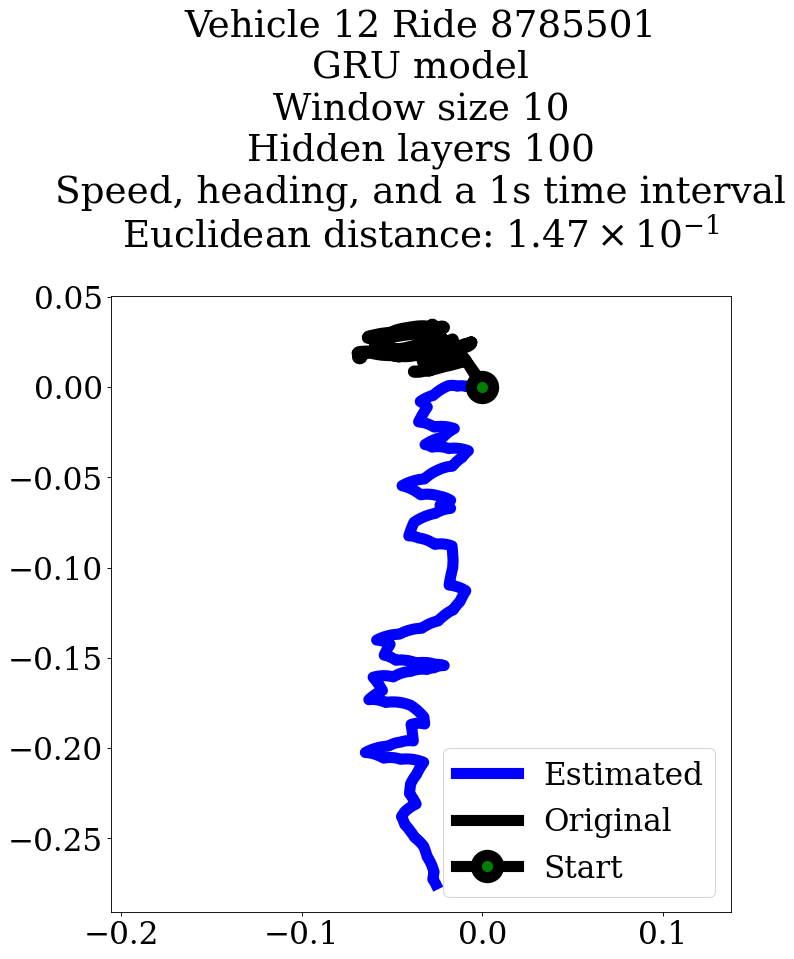 Vehicle 12 Ride 8785501
GRU model
Window size 10
Hidden layers 100
Speed, heading, and a 1s time interval
Euclidean distance: 1.47 × 10⁻¹
0.05
0.00
−0.05
−0.10
−0.15
−0.20
−0.25
Estimated
Original
Start
−0.2
−0.1
0.0
0.1